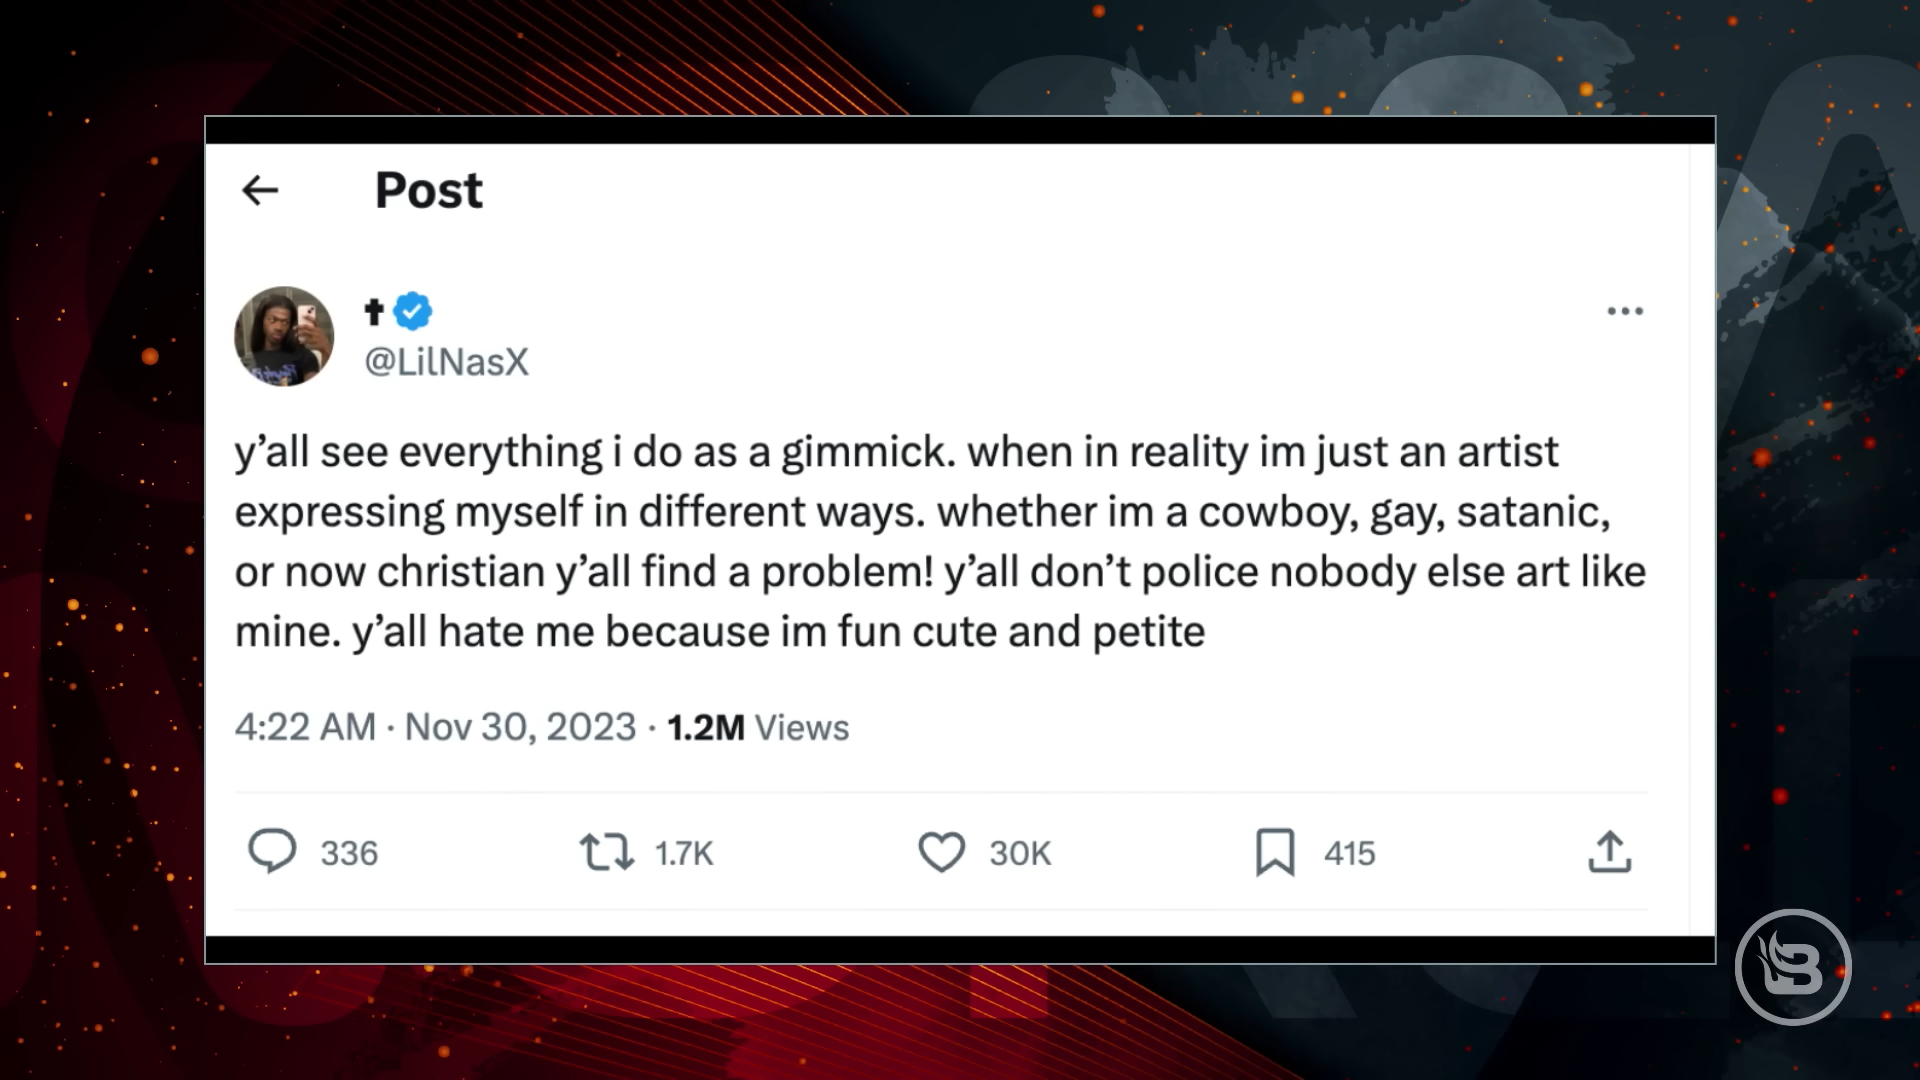 Post
✝
@LilNasX
y’all see everything i do as a gimmick. when in reality im just an artist
expressing myself in different ways. whether im a cowboy, gay, satanic,
or now christian y’all find a problem! y’all don’t police nobody else art like
mine. y’all hate me because im fun cute and petite
4:22 AM · Nov 30, 2023 · 1.2M Views
336 1.7K 30K 415
B